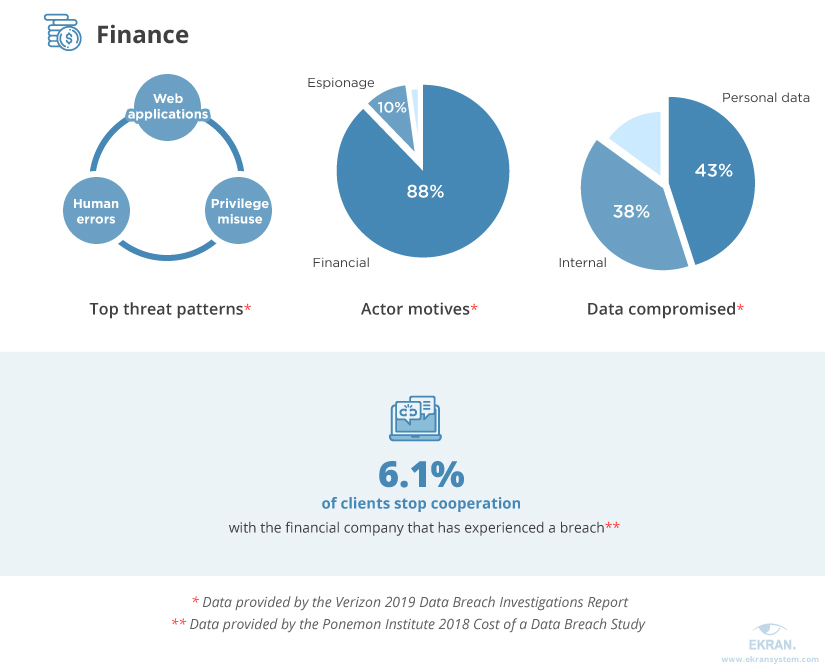 Finance
Web
applications
Human
errors
Privilege
misuse
Top threat patterns*
Espionage
10%
88%
Financial
Actor motives*
Personal data
43%
38%
Internal
Data compromised*
6.1%
of clients stop cooperation
with the financial company that has experienced a breach**
* Data provided by the Verizon 2019 Data Breach Investigations Report
** Data provided by the Ponemon Institute 2018 Cost of a Data Breach Study
EKRAN.
www.ekransystem.com